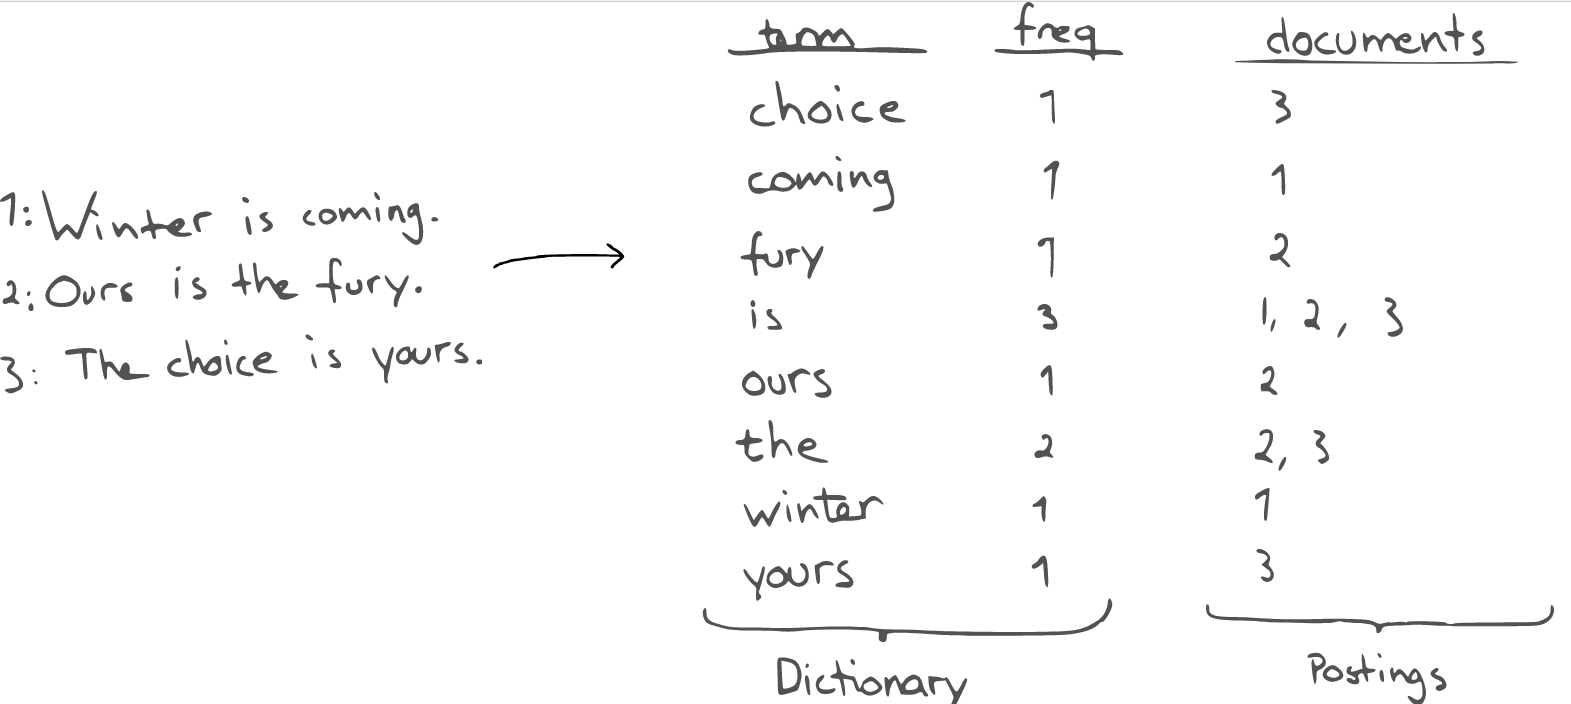 1: Winter is coming.
2: Ours is the fury.
3: The choice is yours.
term freq documents
choice 1 3
coming 1 1
fury 1 2
is 3 1, 2, 3
ours 1 2
the 2 2, 3
winter 1 1
yours 1 3
Dictionary Postings